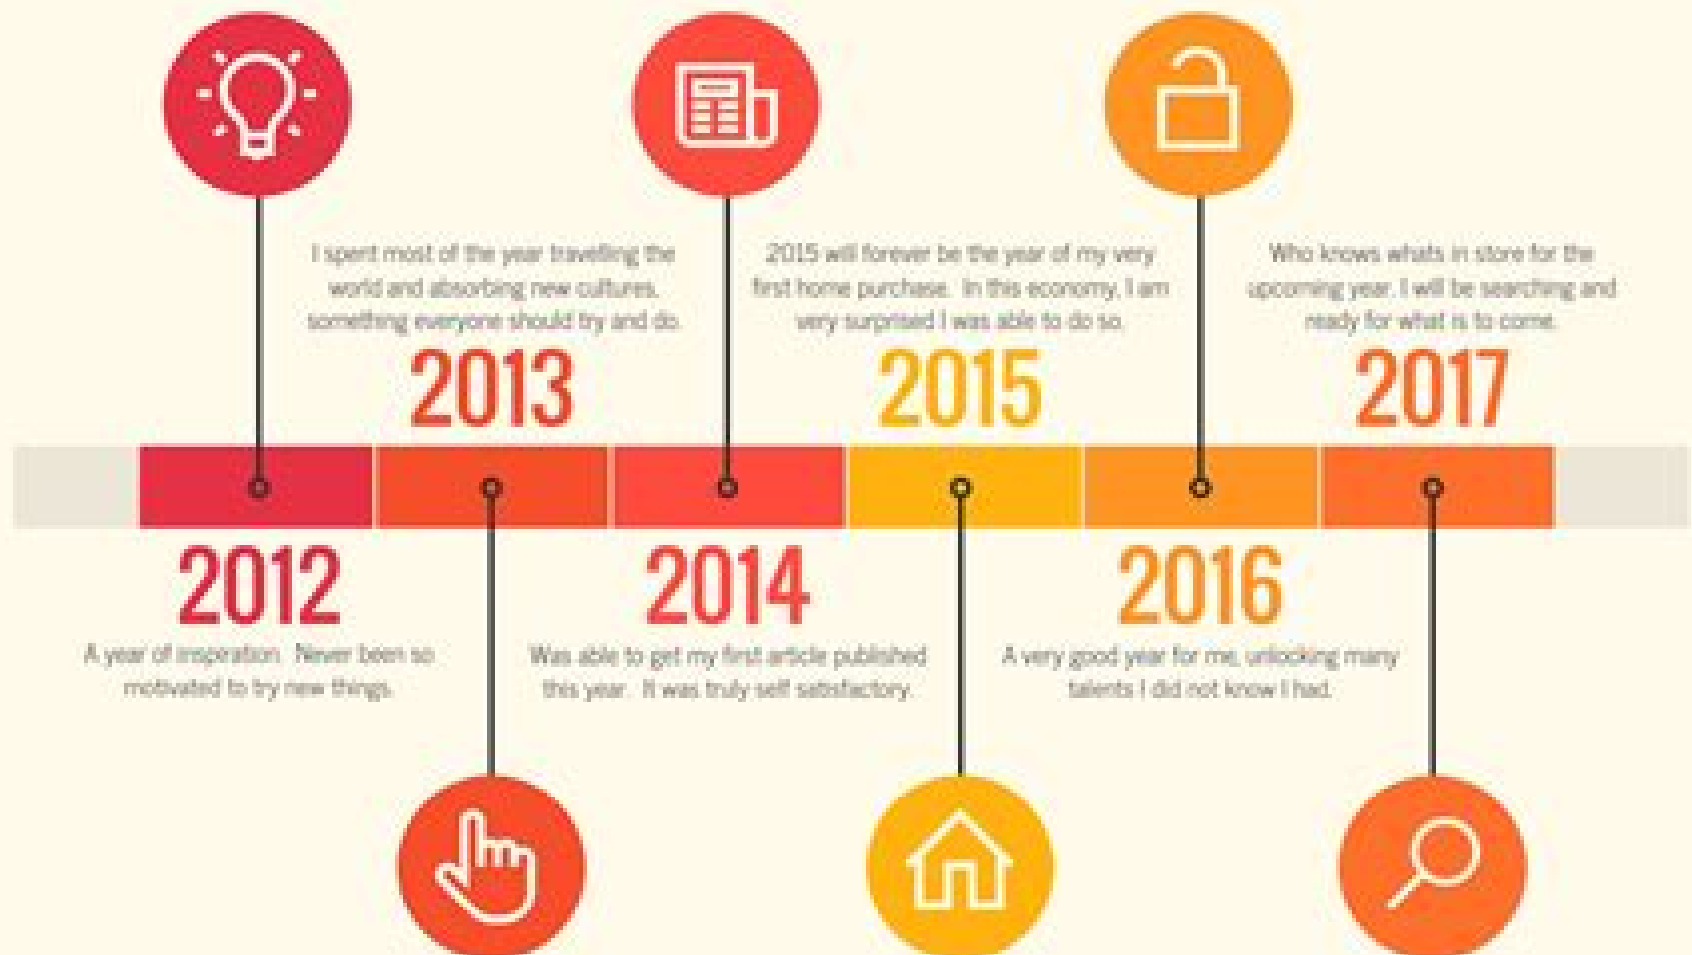 I spent most of the year travelling the
world and absorbing new cultures,
something everyone should try and do.
2013
2015 will forever be the year of my very
first home purchase. In this economy, I am
very surprised I was able to do so.
2015
Who knows whats in store for the
upcoming year. I will be searching and
ready for what is to come.
2017
2012
A year of inspiration. Never been so
motivated to try new things.
2014
Was able to get my first article published
this year. It was truly self satisfactory.
2016
A very good year for me, unlocking many
talents I did not know I had.